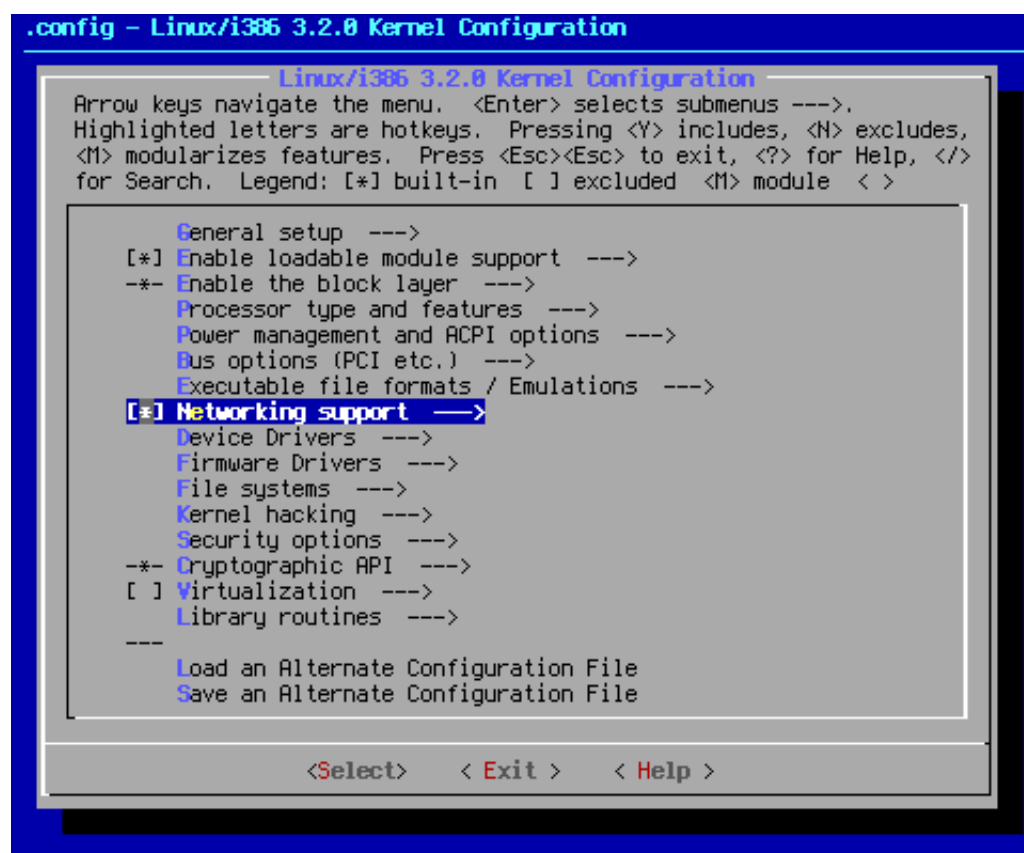 .config – Linux/i386 3.2.0 Kernel Configuration
Linux/i386 3.2.0 Kernel Configuration
Arrow keys navigate the menu.  <Enter> selects submenus --->.
Highlighted letters are hotkeys.  Pressing <Y> includes, <N> excludes,
<M> modularizes features.  Press <Esc><Esc> to exit, <?> for Help, </>
for Search.  Legend: [*] built-in  [ ] excluded  <M> module  < >
General setup  --->
[*] Enable loadable module support  --->
-*- Enable the block layer  --->
Processor type and features  --->
Power management and ACPI options  --->
Bus options (PCI etc.)  --->
Executable file formats / Emulations  --->
[*] Networking support  --->
Device Drivers  --->
Firmware Drivers  --->
File systems  --->
Kernel hacking  --->
Security options  --->
-*- Cryptographic API  --->
[ ] Virtualization  --->
Library routines  --->
---
Load an Alternate Configuration File
Save an Alternate Configuration File
<Select>    < Exit >    < Help >